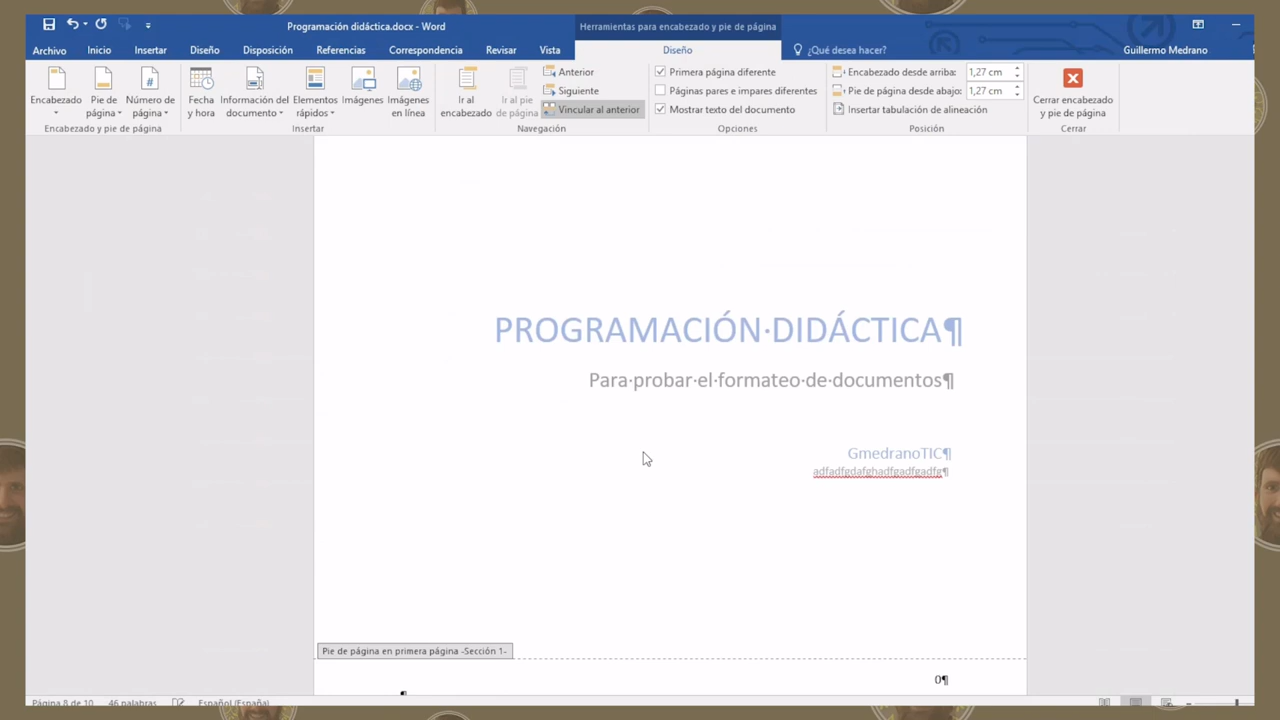 Programación didáctica.docx - Word
Herramientas para encabezado y pie de página
Archivo Inicio Insertar Diseño Disposición Referencias Correspondencia Revisar Vista Diseño ¿Qué desea hacer? Guillermo Medrano
Encabezado
Pie de página
Número de página
Encabezado y pie de página
Fecha y hora
Información del documento
Elementos rápidos
Imágenes
Imágenes en línea
Insertar
Ir al encabezado
Ir al pie de página
Anterior
Siguiente
Vincular al anterior
Navegación
Primera página diferente
Páginas pares e impares diferentes
Mostrar texto del documento
Opciones
Encabezado desde arriba: 1,27 cm
Pie de página desde abajo: 1,27 cm
Insertar tabulación de alineación
Posición
Cerrar encabezado y pie de página
Cerrar
PROGRAMACIÓN·DIDÁCTICA¶
Para·probar·el·formateo·de·documentos¶
GmedranoTIC¶
adfadfgdafghadfgadfgadfg¶
Pie de página en primera página -Sección 1-
0¶
¶
Página 8 de 10 46 palabras Español (España)